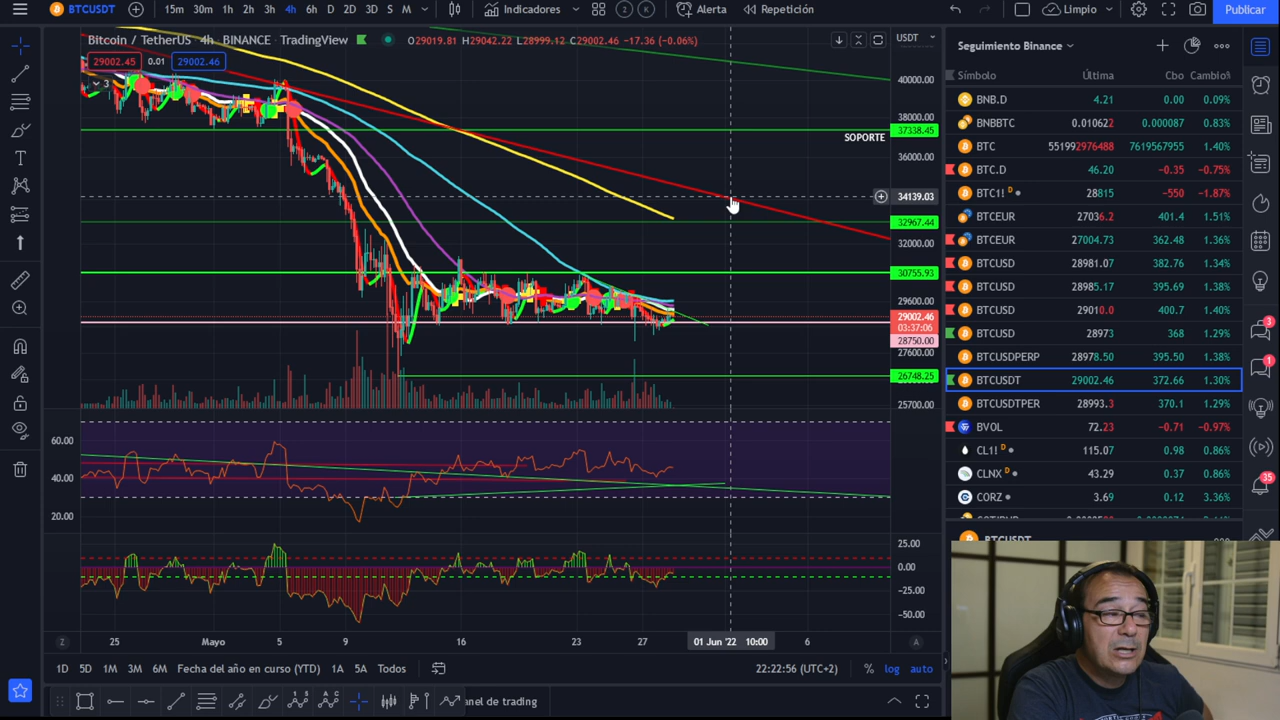 BTCUSDT 15m 30m 1h 2h 3h 4h 6h D 2D 3D S M Indicadores 2 K Alerta Repetición Limpio Publicar
Bitcoin / TetherUS 4h BINANCE TradingView O29019.81 H29042.22 L28999.12 C29002.46 -17.36 (-0.06%)
USDT
29002.45 0.01 29002.46
3
40000.00
38000.00
37338.45
SOPORTE
36000.00
34139.03
32967.44
32000.00
30755.93
29600.00
29002.46
03:37:06
28750.00
27600.00
26748.25
25700.00
60.00
40.00
20.00
25.00
0.00
-25.00
-50.00
Z 25 Mayo 5 9 16 23 27 01 Jun '22 10:00 6 A
1D 5D 1M 3M 6M Fecha del año en curso (YTD) 1A 5A Todos 22:22:56 (UTC+2) % log auto
anel de trading
Seguimiento Binance
Símbolo Última Cbo Cambio%
BNB.D 4.21 0.00 0.09%
BNBBTC 0.010622 0.000087 0.83%
BTC 551992976488 7619567955 1.40%
BTC.D 46.20 -0.35 -0.75%
BTC1! D 28815 -550 -1.87%
BTCEUR 27036.2 401.4 1.51%
BTCEUR 27004.73 362.48 1.36%
BTCUSD 28981.07 382.76 1.34%
BTCUSD 28985.17 395.69 1.38%
BTCUSD 29010.0 400.7 1.40%
BTCUSD 28973 368 1.29%
BTCUSDPERP 28978.50 395.50 1.38%
BTCUSDT 29002.46 372.66 1.30%
BTCUSDTPER 28993.3 370.1 1.29%
BVOL 72.23 -0.71 -0.97%
CL1! D 115.07 0.98 0.86%
CLNX D 43.29 0.37 0.86%
CORZ 3.69 0.12 3.36%
BTCUSDT
3
1
35